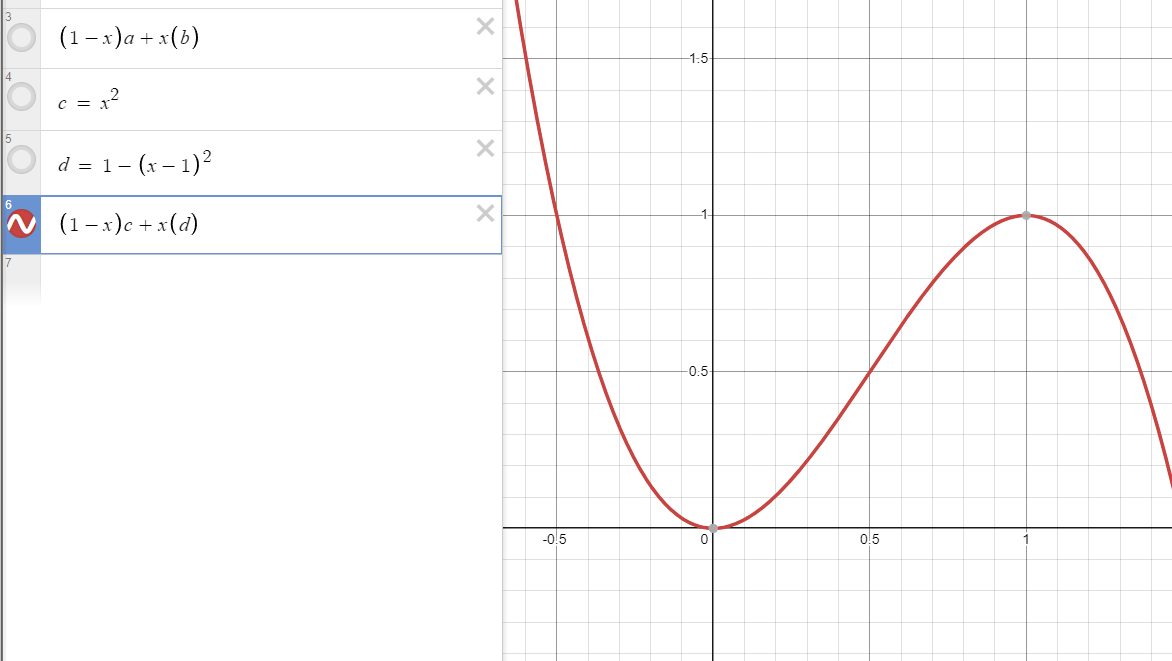 3
(1 − x)a + x(b)
4
c = x²
5
d = 1 − (x − 1)²
6
(1 − x)c + x(d)
7
1.5
1
0.5
-0.5 0 0.5 1